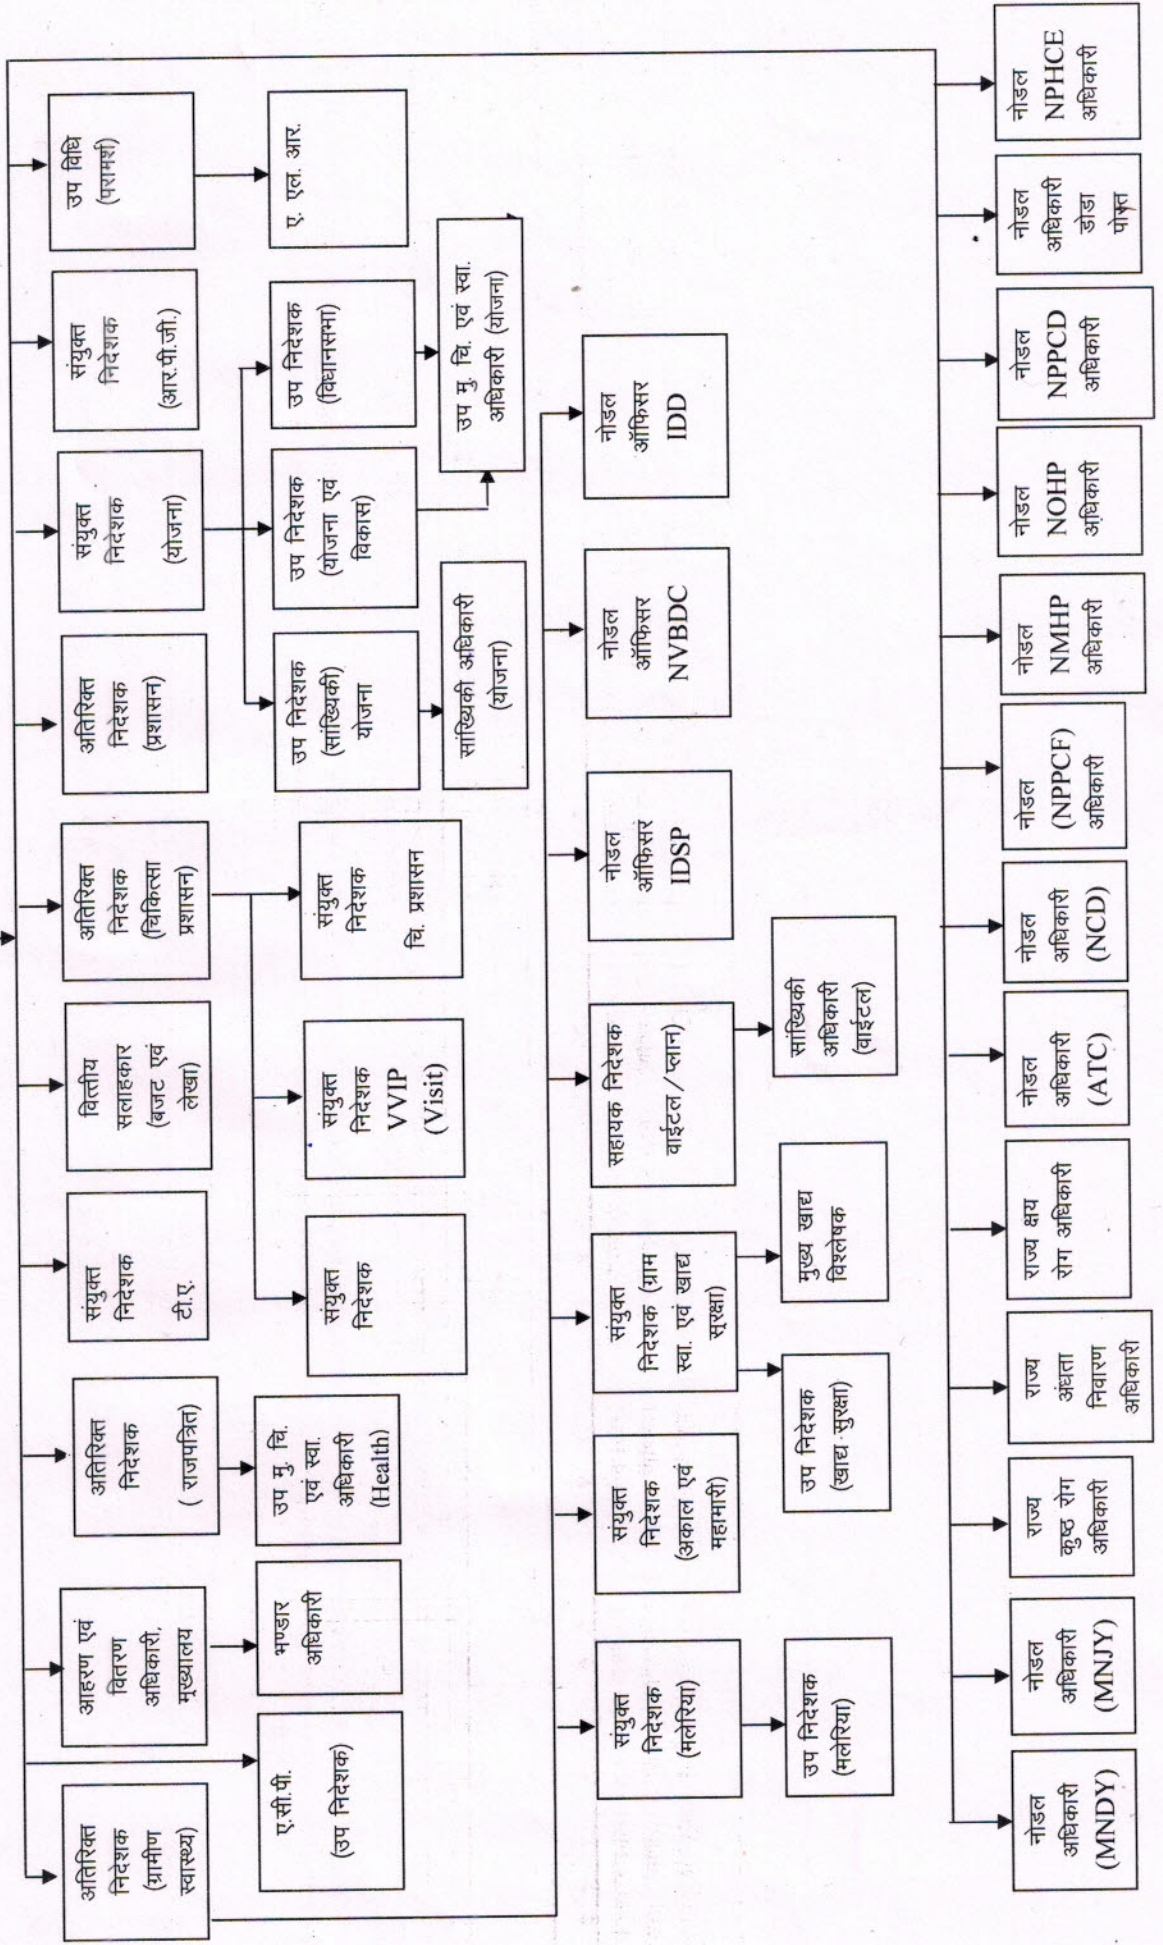 अतिरिक्त
निदेशक
(ग्रामीण
स्वास्थ्य)
आहरण एवं
वितरण
अधिकारी,
मुख्यालय
अतिरिक्त
निदेशक
( राजपत्रित)
संयुक्त
निदेशक
टी.ए.
वित्तीय
सलाहकार
(बजट एवं
लेखा)
अतिरिक्त
निदेशक
(चिकित्सा
प्रशासन)
अतिरिक्त
निदेशक
(प्रशासन)
संयुक्त
निदेशक
(योजना)
संयुक्त
निदेशक
(आर.पी.जी.)
उप विधि
(परामर्श)
ए.सी.पी.
(उप निदेशक)
भण्डार
अधिकारी
उप मु. चि.
एवं स्वा.
अधिकारी
(Health)
संयुक्त
निदेशक
संयुक्त
निदेशक
VVIP
(Visit)
संयुक्त
निदेशक
चि. प्रशासन
उप निदेशक
(सांख्यिकी)
योजना
उप निदेशक
(योजना एवं
विकास)
उप निदेशक
(विधानसभा)
ए. एल. आर.
सांख्यिकी अधिकारी
(योजना)
उप मु. चि. एवं स्वा.
अधिकारी (योजना)
संयुक्त
निदेशक
(मलेरिया)
संयुक्त
निदेशक
(अकाल एवं
महामारी)
संयुक्त
निदेशक (ग्राम
स्वा. एवं खाद्य
सुरक्षा)
सहायक निदेशक
वाईटल/प्लान)
नोडल
ऑफिसर
IDSP
नोडल
ऑफिसर
NVBDC
नोडल
ऑफिसर
IDD
उप निदेशक
(मलेरिया)
उप निदेशक
(खाद्य सुरक्षा)
मुख्य खाद्य
विश्लेषक
सांख्यिकी
अधिकारी
(वाईटल)
नोडल
अधिकारी
(MNDY)
नोडल
अधिकारी
(MNJY)
राज्य
कुष्ठ रोग
अधिकारी
राज्य
अंधता
निवारण
अधिकारी
राज्य क्षय
रोग अधिकारी
नोडल
अधिकारी
(ATC)
नोडल
अधिकारी
(NCD)
नोडल
(NPPCF)
अधिकारी
नोडल
NMHP
अधिकारी
नोडल
NOHP
अधिकारी
नोडल
NPPCD
अधिकारी
नोडल
अधिकारी
डोडा
पोस्त
नोडल
NPHCE
अधिकारी